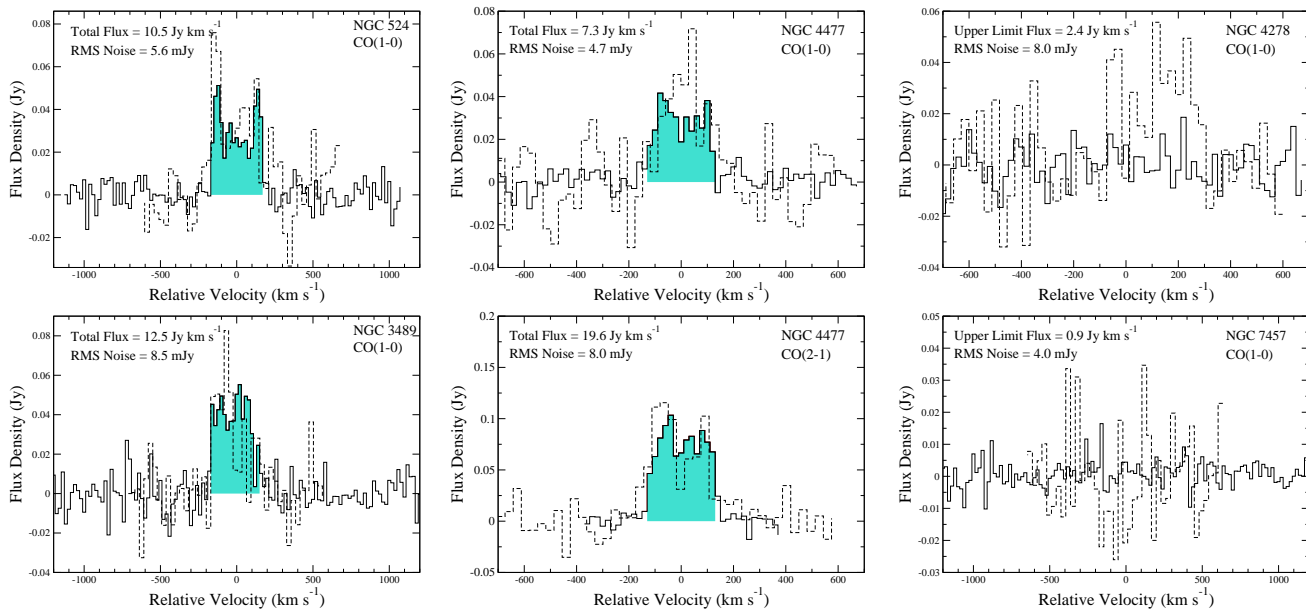 Total Flux = 10.5 Jy km s⁻¹
RMS Noise = 5.6 mJy
NGC 524
CO(1-0)
0.08
0.06
0.04
0.02
0
0.02
Flux Density (Jy)
-1000
-500
0
500
1000
Relative Velocity (km s⁻¹)
Total Flux = 7.3 Jy km s⁻¹
RMS Noise = 4.7 mJy
NGC 4477
CO(1-0)
0.08
0.06
0.04
0.02
0
0.02
0.04
Flux Density (Jy)
-600
-400
-200
0
200
400
600
Relative Velocity (km s⁻¹)
Upper Limit Flux = 2.4 Jy km s⁻¹
RMS Noise = 8.0 mJy
NGC 4278
CO(1-0)
0.06
0.04
0.02
0
0.02
0.04
Flux Density (Jy)
-600
-400
-200
0
200
400
600
Relative Velocity (km s⁻¹)
Total Flux = 12.5 Jy km s⁻¹
RMS Noise = 8.5 mJy
NGC 3489
CO(1-0)
0.08
0.06
0.04
0.02
0
0.02
0.04
Flux Density (Jy)
-1000
-500
0
500
1000
Relative Velocity (km s⁻¹)
Total Flux = 19.6 Jy km s⁻¹
RMS Noise = 8.0 mJy
NGC 4477
CO(2-1)
0.2
0.15
0.1
0.05
0
0.05
Flux Density (Jy)
-600
-400
-200
0
200
400
600
Relative Velocity (km s⁻¹)
Upper Limit Flux = 0.9 Jy km s⁻¹
RMS Noise = 4.0 mJy
NGC 7457
CO(1-0)
0.05
0.04
0.03
0.02
0.01
0
0.01
0.02
0.03
Flux Density (Jy)
-1000
-500
0
500
1000
Relative Velocity (km s⁻¹)